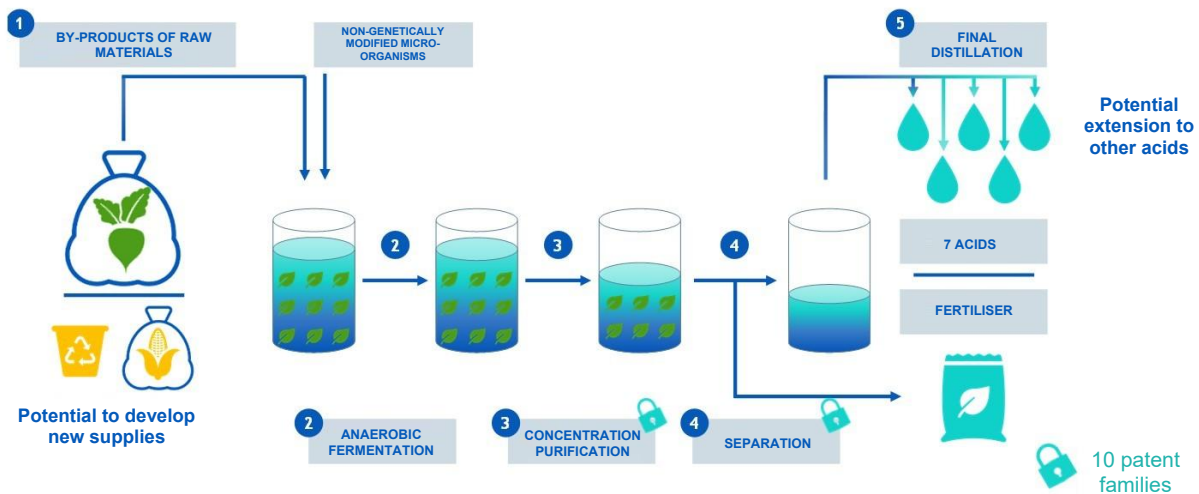 1
BY-PRODUCTS OF RAW
MATERIALS
NON-GENETICALLY
MODIFIED MICRO-
ORGANISMS
5
FINAL
DISTILLATION
Potential
extension to
other acids
2
3
4
7 ACIDS
FERTILISER
Potential to develop
new supplies
2
ANAEROBIC
FERMENTATION
3
CONCENTRATION
PURIFICATION
4
SEPARATION
10 patent
families